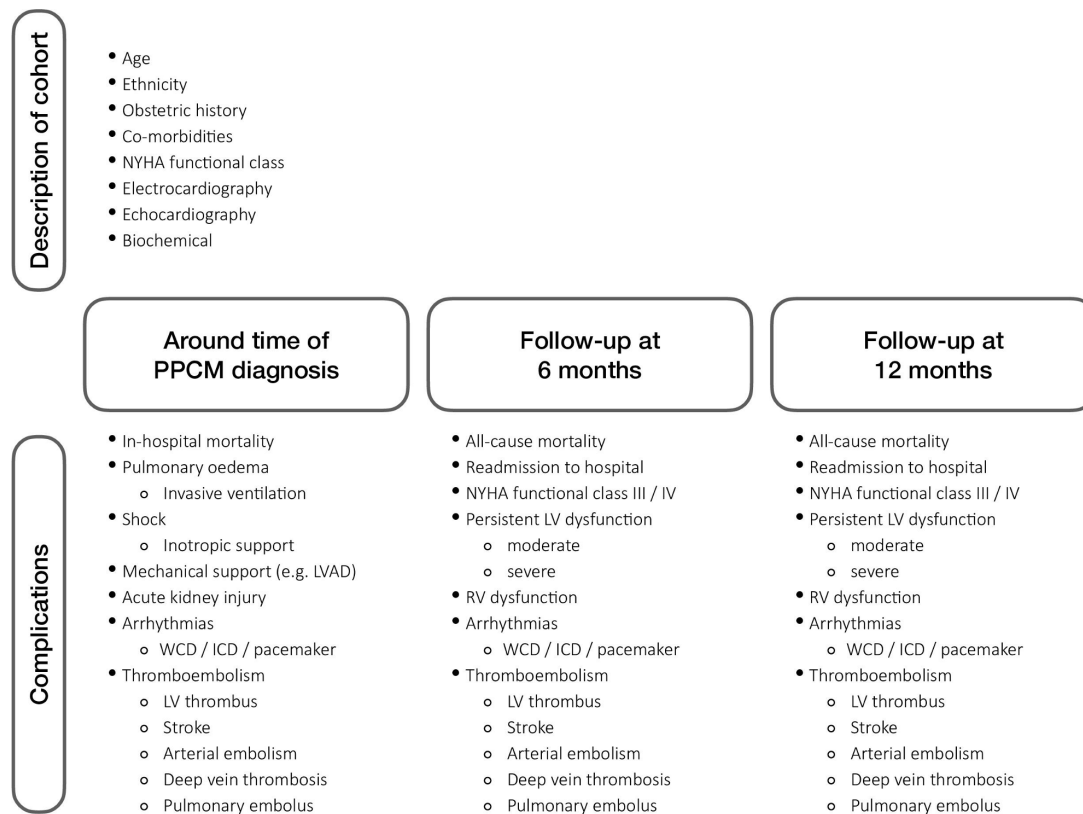 Description of cohort
• Age
• Ethnicity
• Obstetric history
• Co-morbidities
• NYHA functional class
• Electrocardiography
• Echocardiography
• Biochemical
Around time of
PPCM diagnosis
Follow-up at
6 months
Follow-up at
12 months
Complications
• In-hospital mortality
• Pulmonary oedema
o Invasive ventilation
• Shock
o Inotropic support
• Mechanical support (e.g. LVAD)
• Acute kidney injury
• Arrhythmias
o WCD / ICD / pacemaker
• Thromboembolism
o LV thrombus
o Stroke
o Arterial embolism
o Deep vein thrombosis
o Pulmonary embolus
• All-cause mortality
• Readmission to hospital
• NYHA functional class III / IV
• Persistent LV dysfunction
o moderate
o severe
• RV dysfunction
• Arrhythmias
o WCD / ICD / pacemaker
• Thromboembolism
o LV thrombus
o Stroke
o Arterial embolism
o Deep vein thrombosis
o Pulmonary embolus
• All-cause mortality
• Readmission to hospital
• NYHA functional class III / IV
• Persistent LV dysfunction
o moderate
o severe
• RV dysfunction
• Arrhythmias
o WCD / ICD / pacemaker
• Thromboembolism
o LV thrombus
o Stroke
o Arterial embolism
o Deep vein thrombosis
o Pulmonary embolus